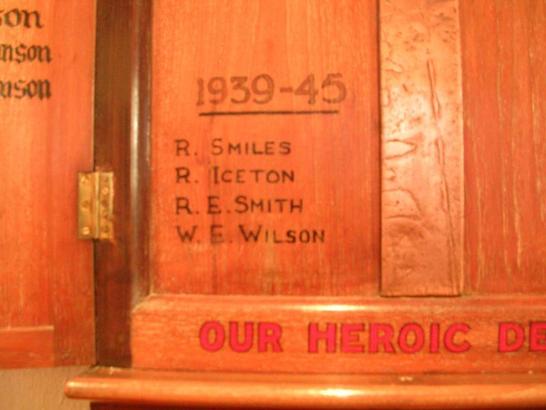 1939-45
R. SMILES
R. ICETON
R. E. SMITH
W. E. WILSON
OUR HEROIC